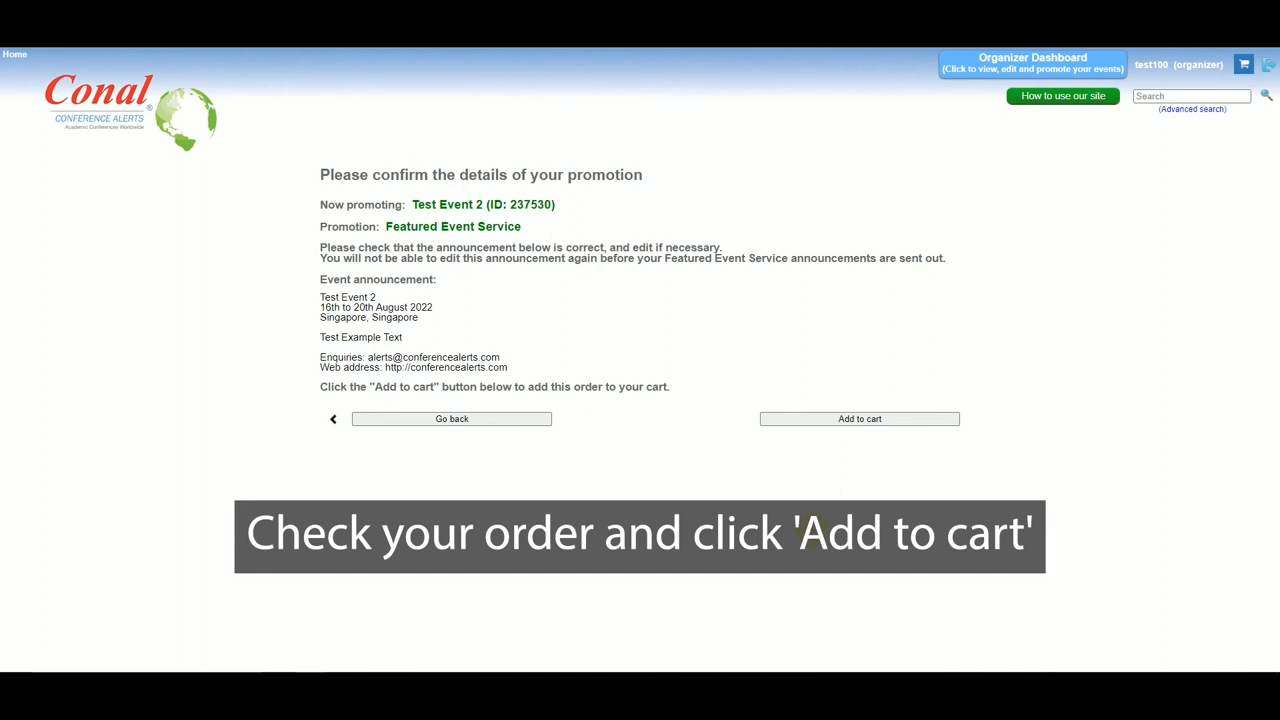 Home
Organizer Dashboard
(Click to view, edit and promote your events)
test100 (organizer)
How to use our site
Search
(Advanced search)
Conal®
CONFERENCE ALERTS
Academic Conferences Worldwide
Please confirm the details of your promotion
Now promoting: Test Event 2 (ID: 237530)
Promotion: Featured Event Service
Please check that the announcement below is correct, and edit if necessary.
You will not be able to edit this announcement again before your Featured Event Service announcements are sent out.
Event announcement:
Test Event 2
16th to 20th August 2022
Singapore, Singapore
Test Example Text
Enquiries: alerts@conferencealerts.com
Web address: http://conferencealerts.com
Click the "Add to cart" button below to add this order to your cart.
Go back
Add to cart
Check your order and click 'Add to cart'